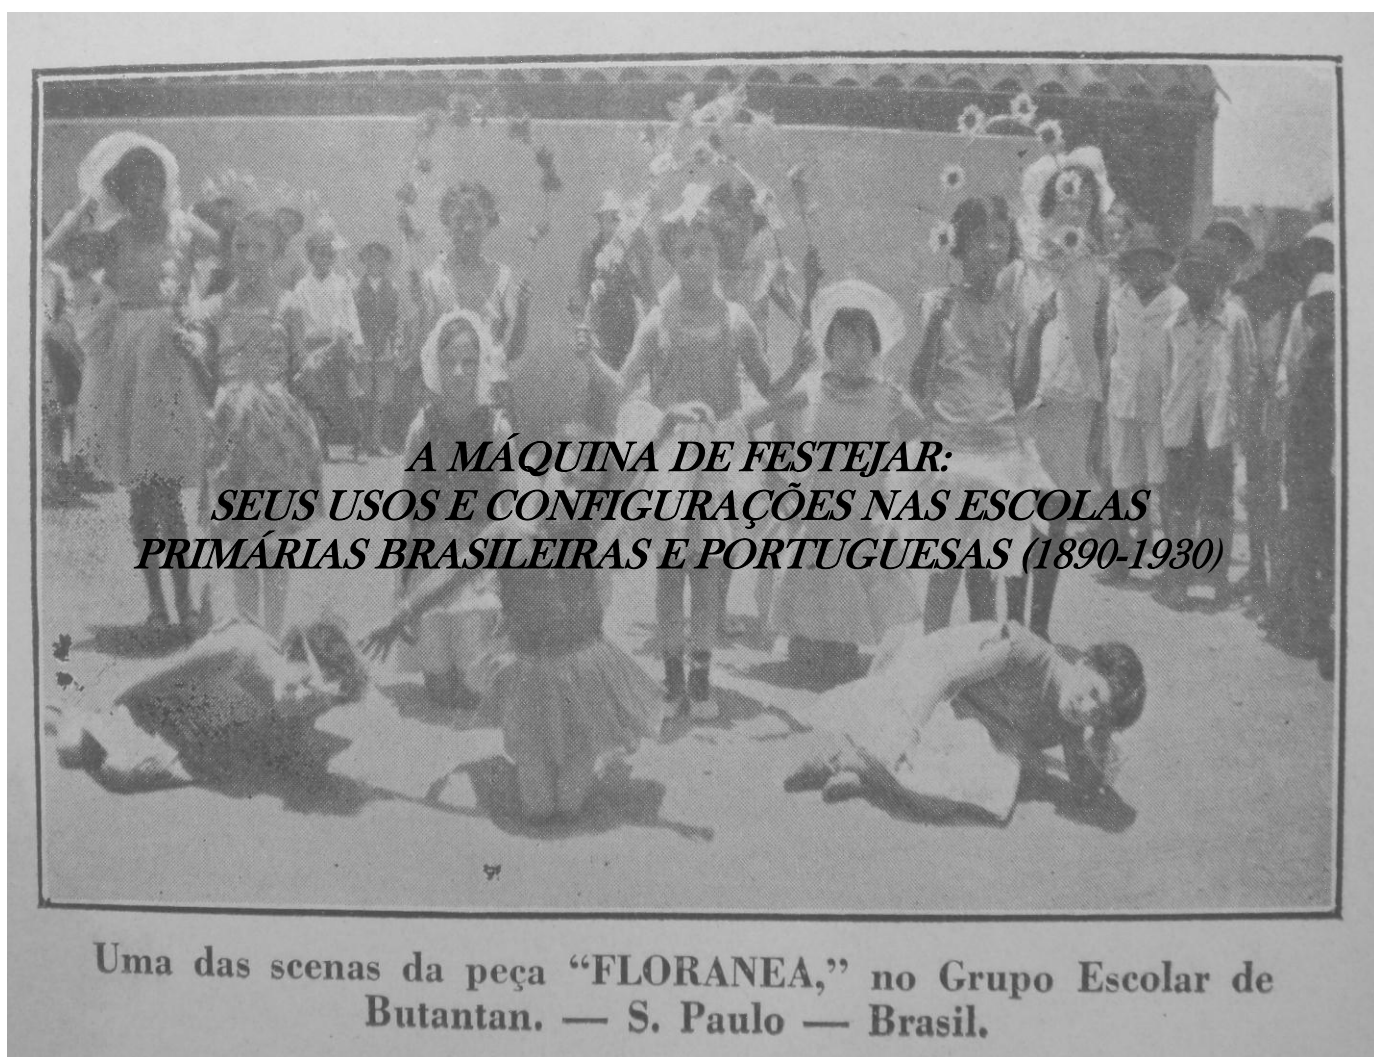 A MÁQUINA DE FESTEJAR:
SEUS USOS E CONFIGURAÇÕES NAS ESCOLAS
PRIMÁRIAS BRASILEIRAS E PORTUGUESAS (1890-1930)
Uma das scenas da peça “FLORANEA,” no Grupo Escolar de
Butantan. — S. Paulo — Brasil.